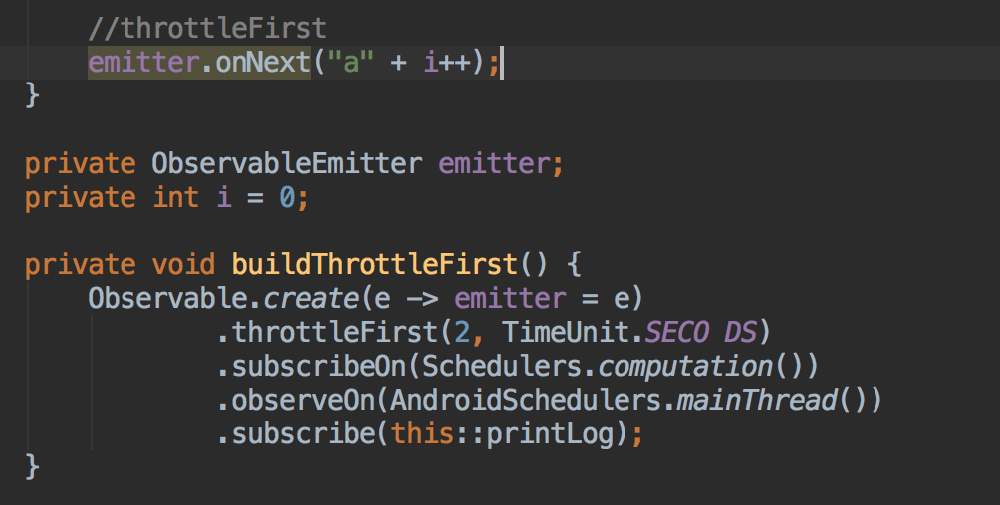 //throttleFirst
emitter.onNext("a" + i++);
}
private ObservableEmitter emitter;
private int i = 0;
private void buildThrottleFirst() {
Observable.create(e -> emitter = e)
.throttleFirst(2, TimeUnit.SECO DS)
.subscribeOn(Schedulers.computation())
.observeOn(AndroidSchedulers.mainThread())
.subscribe(this::printLog);
}